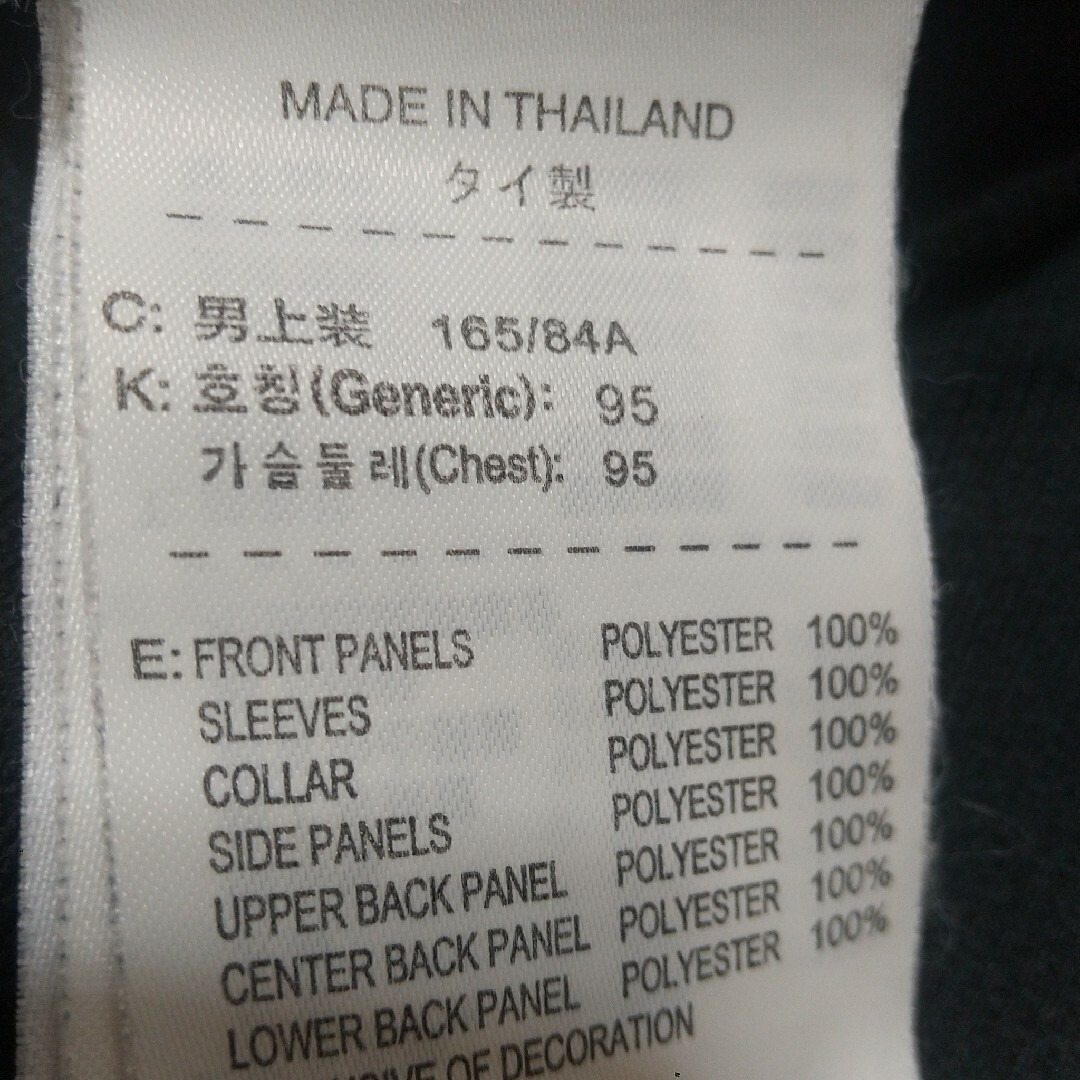 MADE IN THAILAND
タイ製
C: 男上装 165/84A
K: 호칭(Generic): 95
가슴둘레(Chest): 95
E: FRONT PANELS POLYESTER 100%
SLEEVES POLYESTER 100%
COLLAR POLYESTER 100%
SIDE PANELS POLYESTER 100%
UPPER BACK PANEL POLYESTER 100%
CENTER BACK PANEL POLYESTER 100%
LOWER BACK PANEL POLYESTER 100%
OF DECORATION